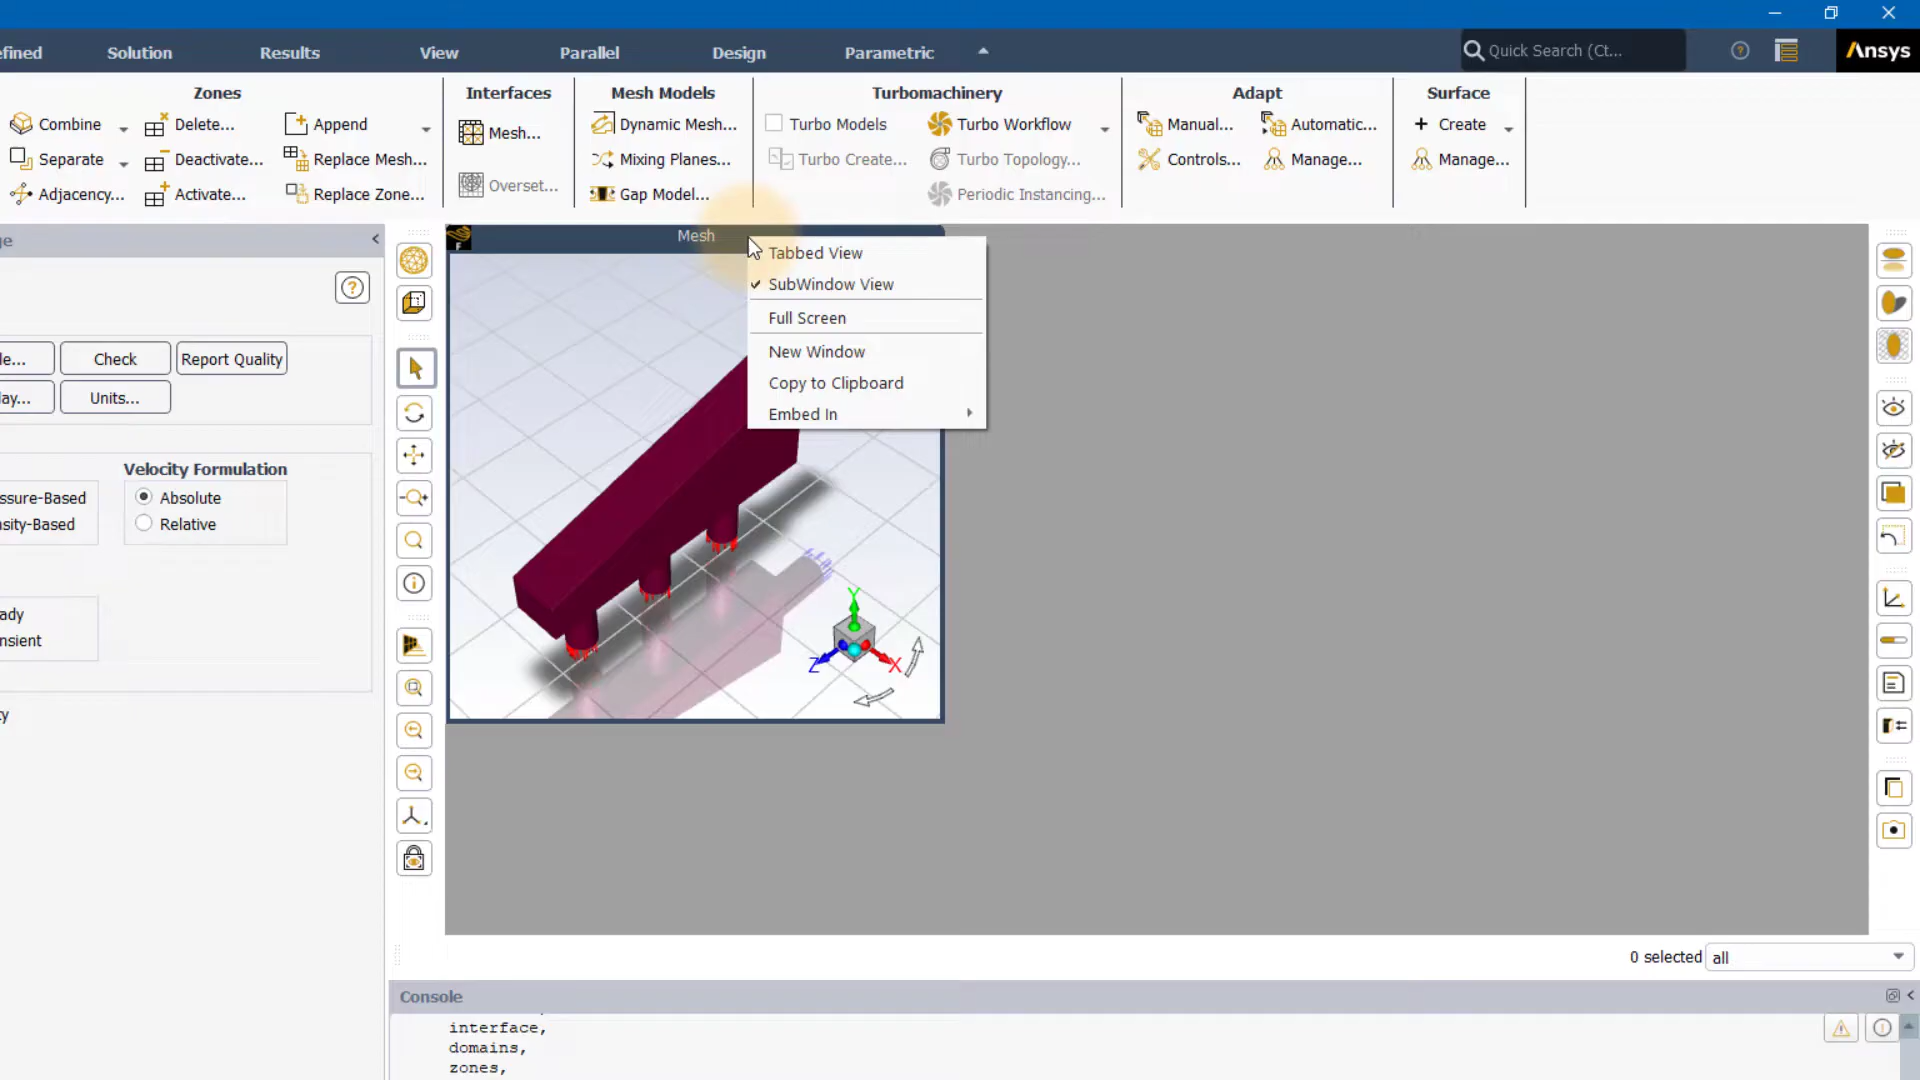 efined Solution Results View Parallel Design Parametric Quick Search (Ct... Ansys
Zones Interfaces Mesh Models Turbomachinery Adapt Surface
Combine Delete... Append Mesh... Dynamic Mesh... Turbo Models Turbo Workflow Manual... Automatic... + Create
Separate Deactivate... Replace Mesh... Mixing Planes... Turbo Create... Turbo Topology... Controls... Manage... Manage...
Overset...
Adjacency... Activate... Replace Zone... Gap Model... Periodic Instancing...
ge <
Mesh
Tabbed View
✓ SubWindow View
Full Screen
New Window
Copy to Clipboard
Embed In
?
le... Check Report Quality
ay... Units...
Velocity Formulation
ssure-Based Absolute
sity-Based Relative
ady
nsient
y
Y
Z X
0 selected all
Console
interface,
domains,
zones,